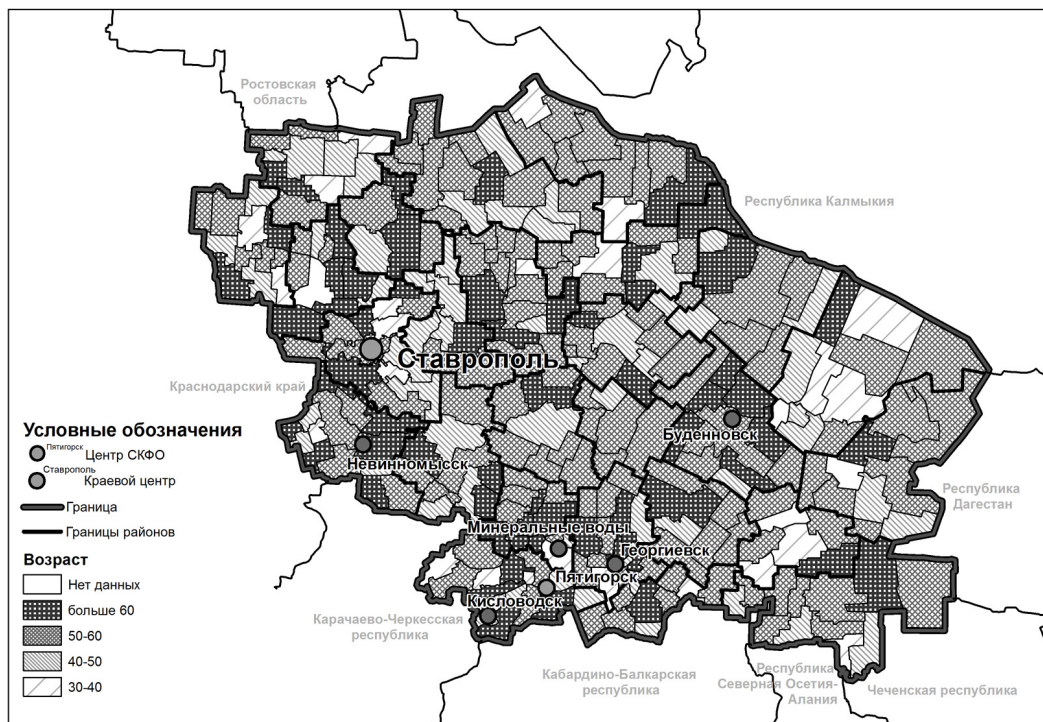 Ростовская
область
Республика Калмыкия
Ставрополь
Краснодарский край
Условные обозначения
Пятигорск
Центр СКФО
Ставрополь
Краевой центр
Граница
Границы районов
Возраст
Нет данных
больше 60
50-60
40-50
30-40
Буденновск
Невинномысск
Республика
Дагестан
Минеральные воды
Георгиевск
Пятигорск
Кисловодск
Карачаево-Черкесская
республика
Кабардино-Балкарская
республика
Республика
Северная Осетия-
Алания
Чеченская республика